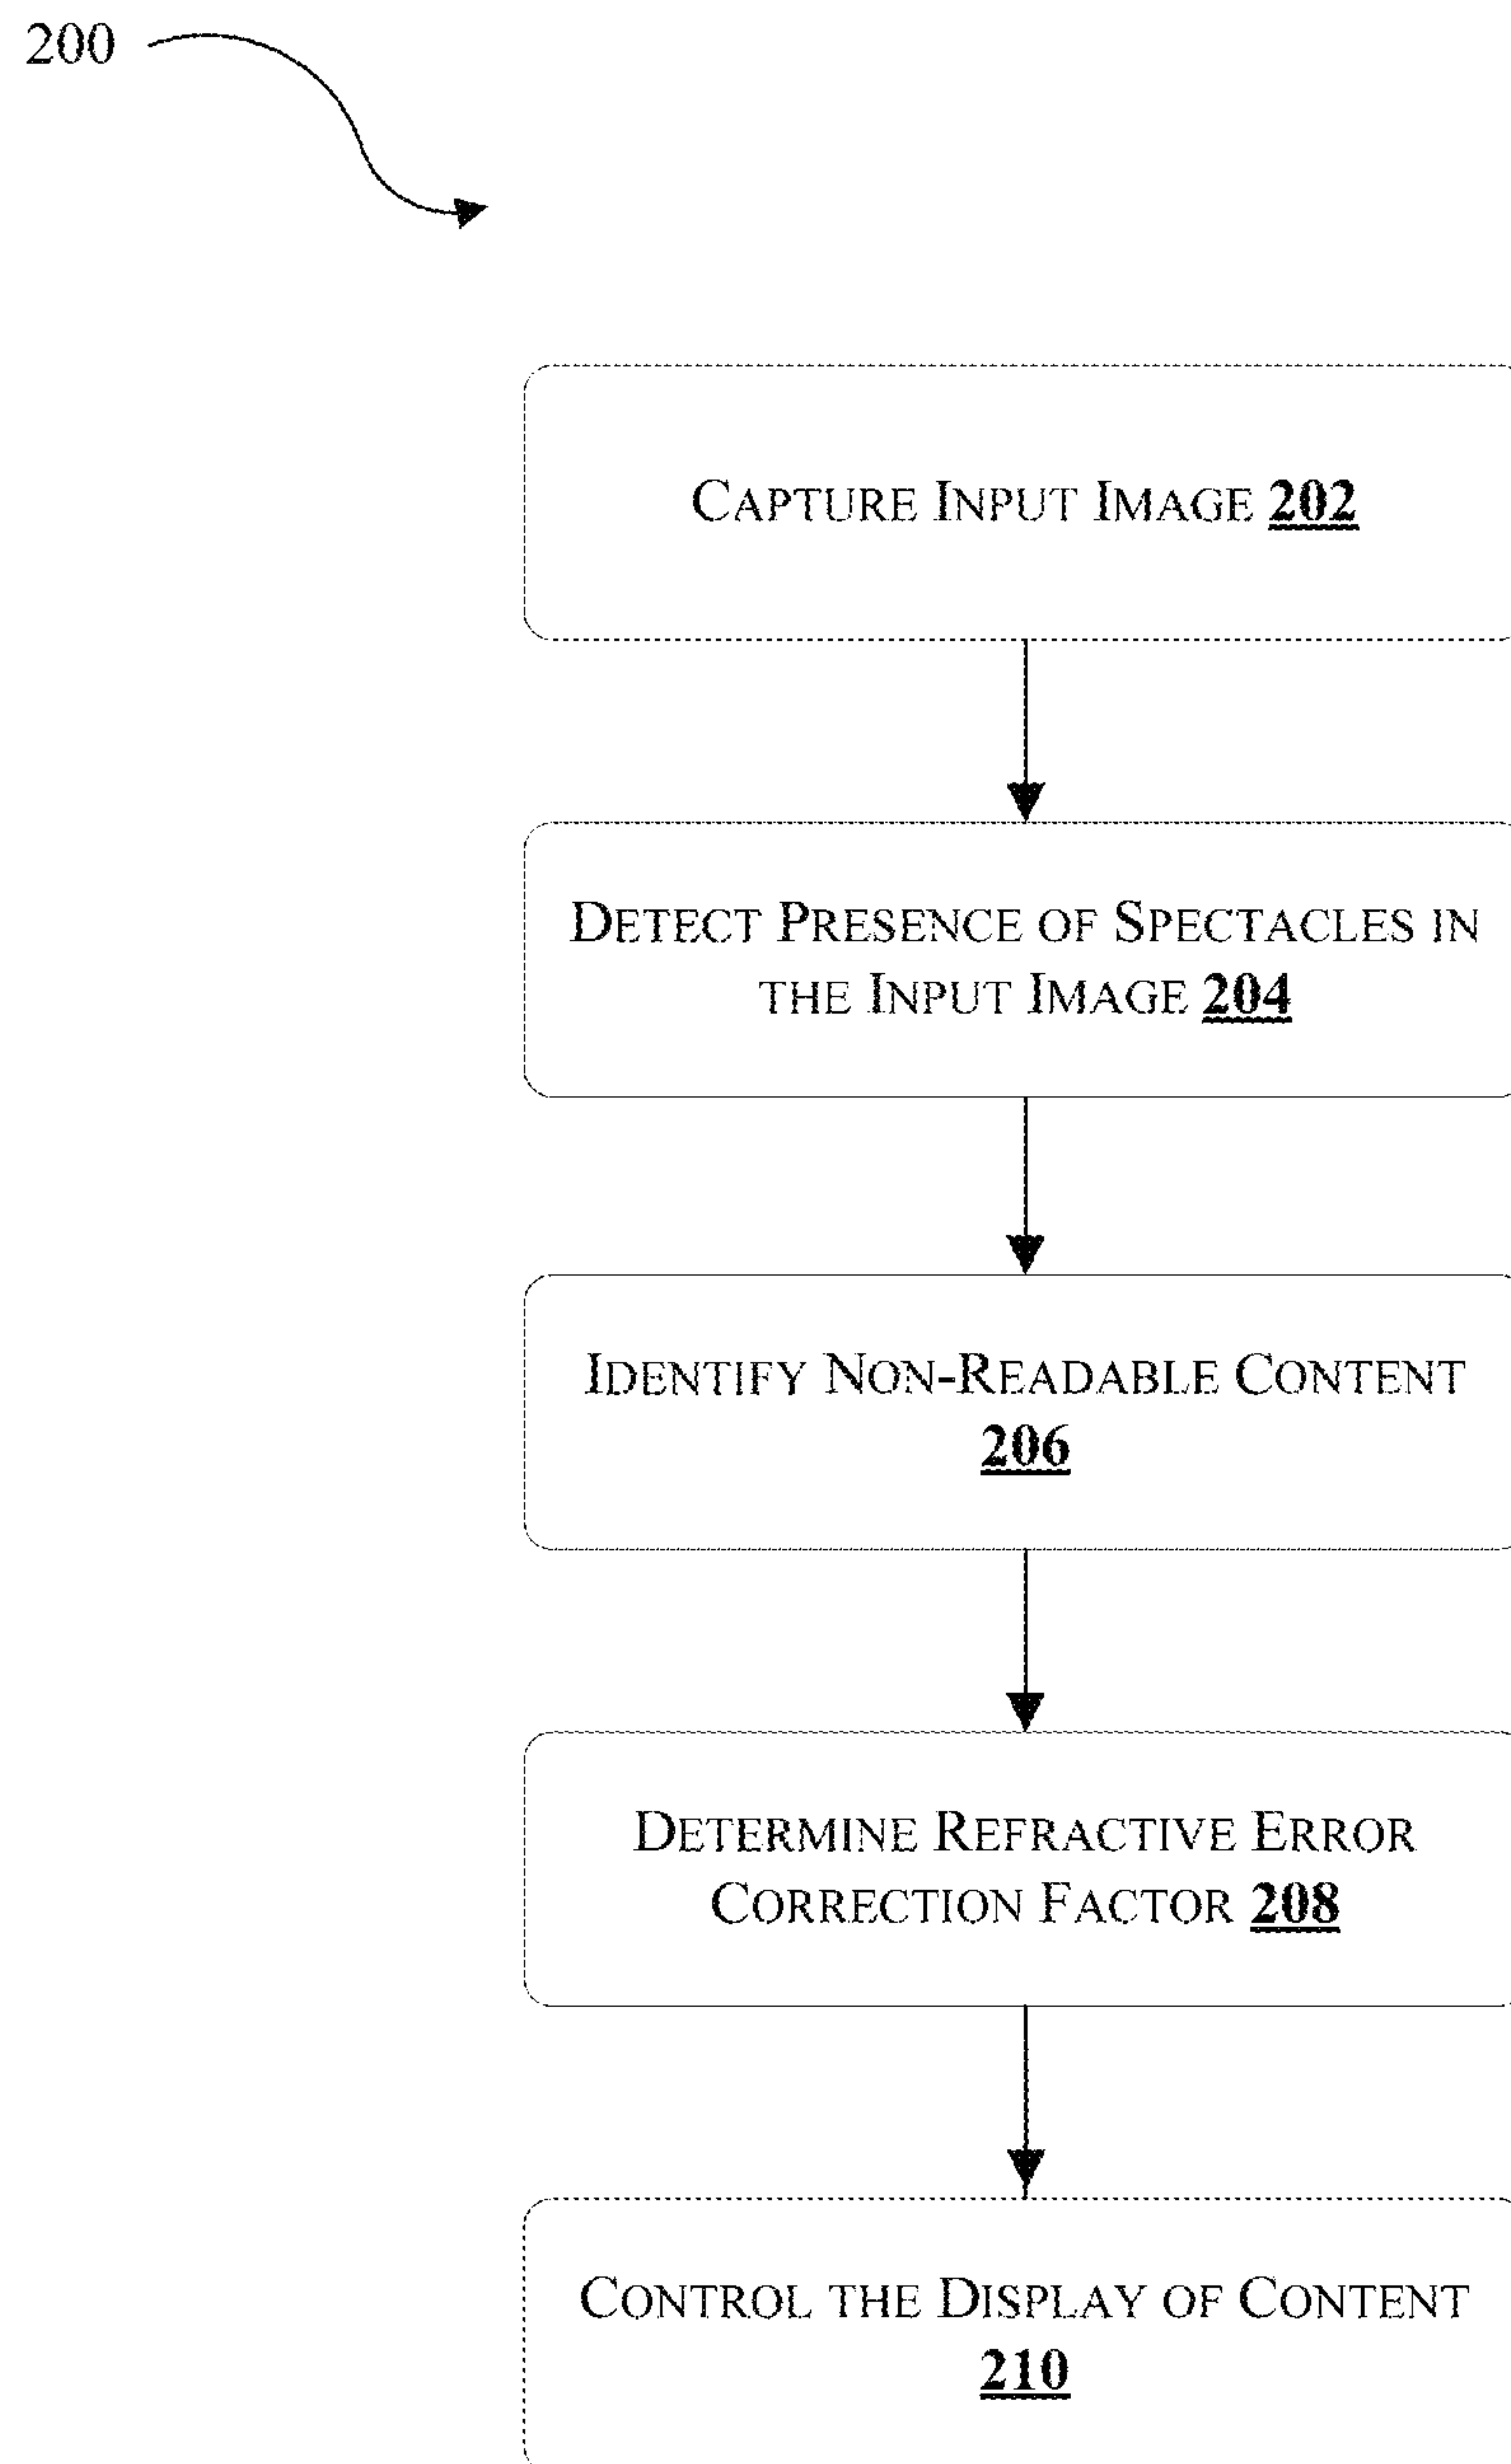 200
CAPTURE INPUT IMAGE 202
DETECT PRESENCE OF SPECTACLES IN
THE INPUT IMAGE 204
IDENTIFY NON-READABLE CONTENT
206
DETERMINE REFRACTIVE ERROR
CORRECTION FACTOR 208
CONTROL THE DISPLAY OF CONTENT
210